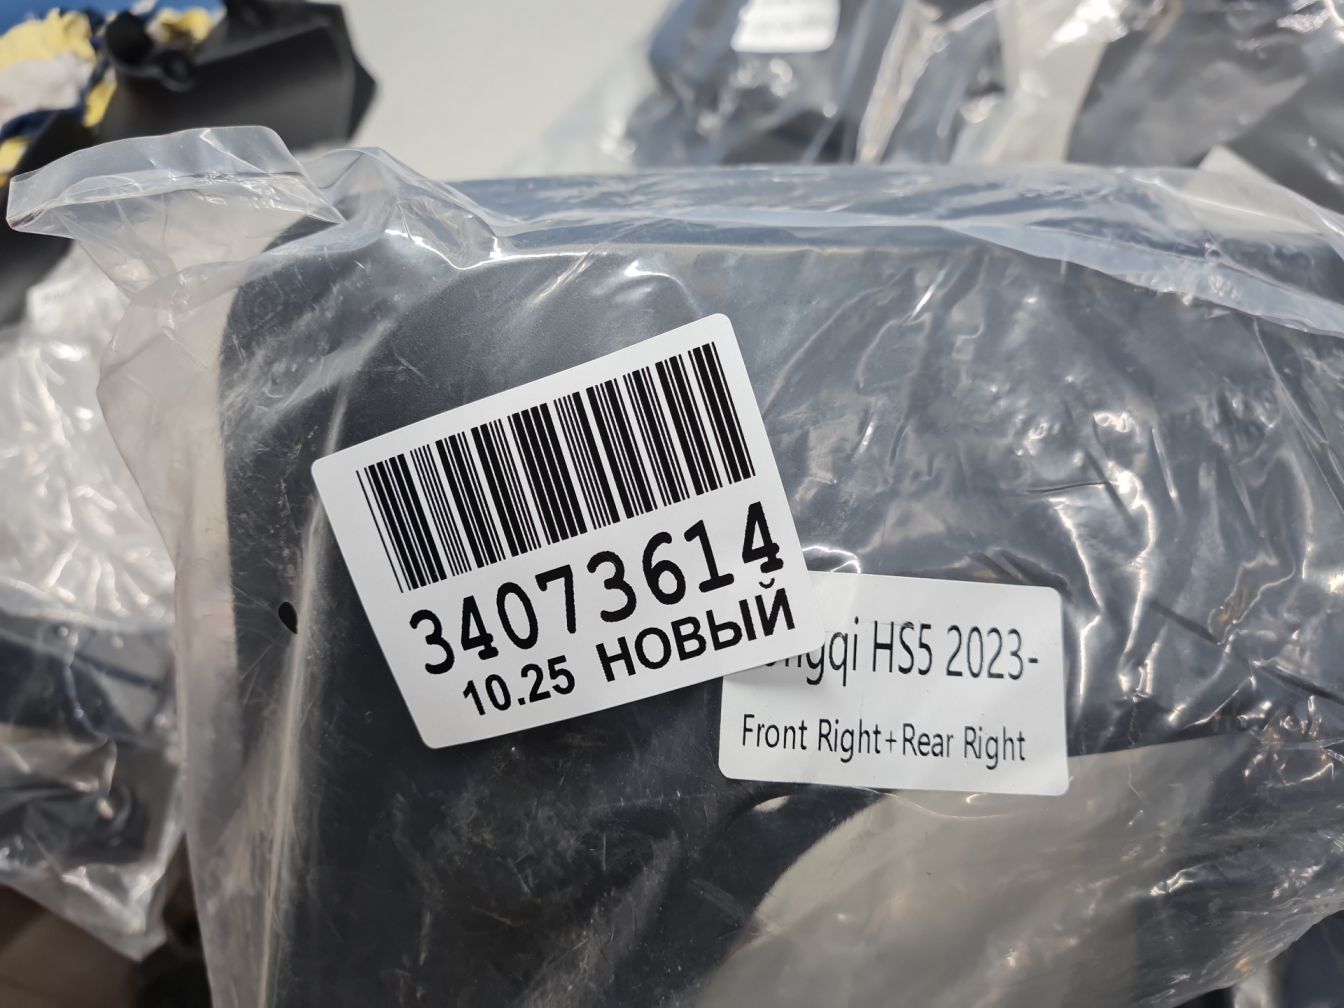 34073614
10.25 НОВЫЙ
HS5 2023-
Front Right+Rear Right